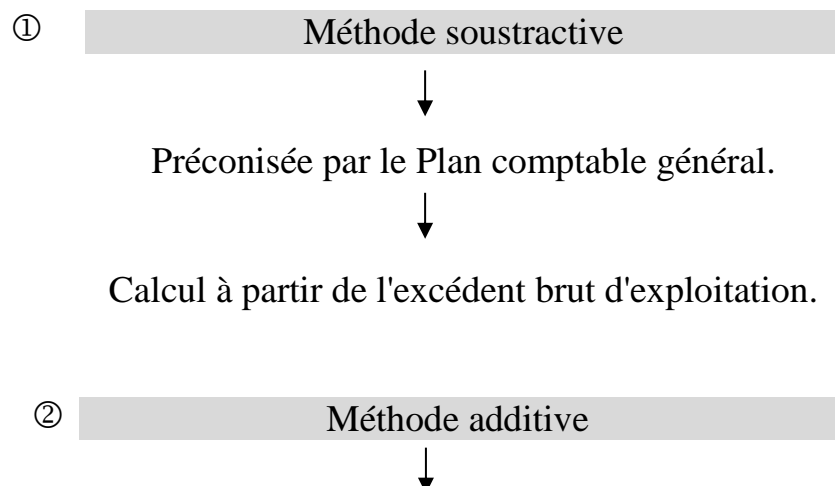 ① Méthode soustractive
Préconisée par le Plan comptable général.
Calcul à partir de l'excédent brut d'exploitation.
② Méthode additive